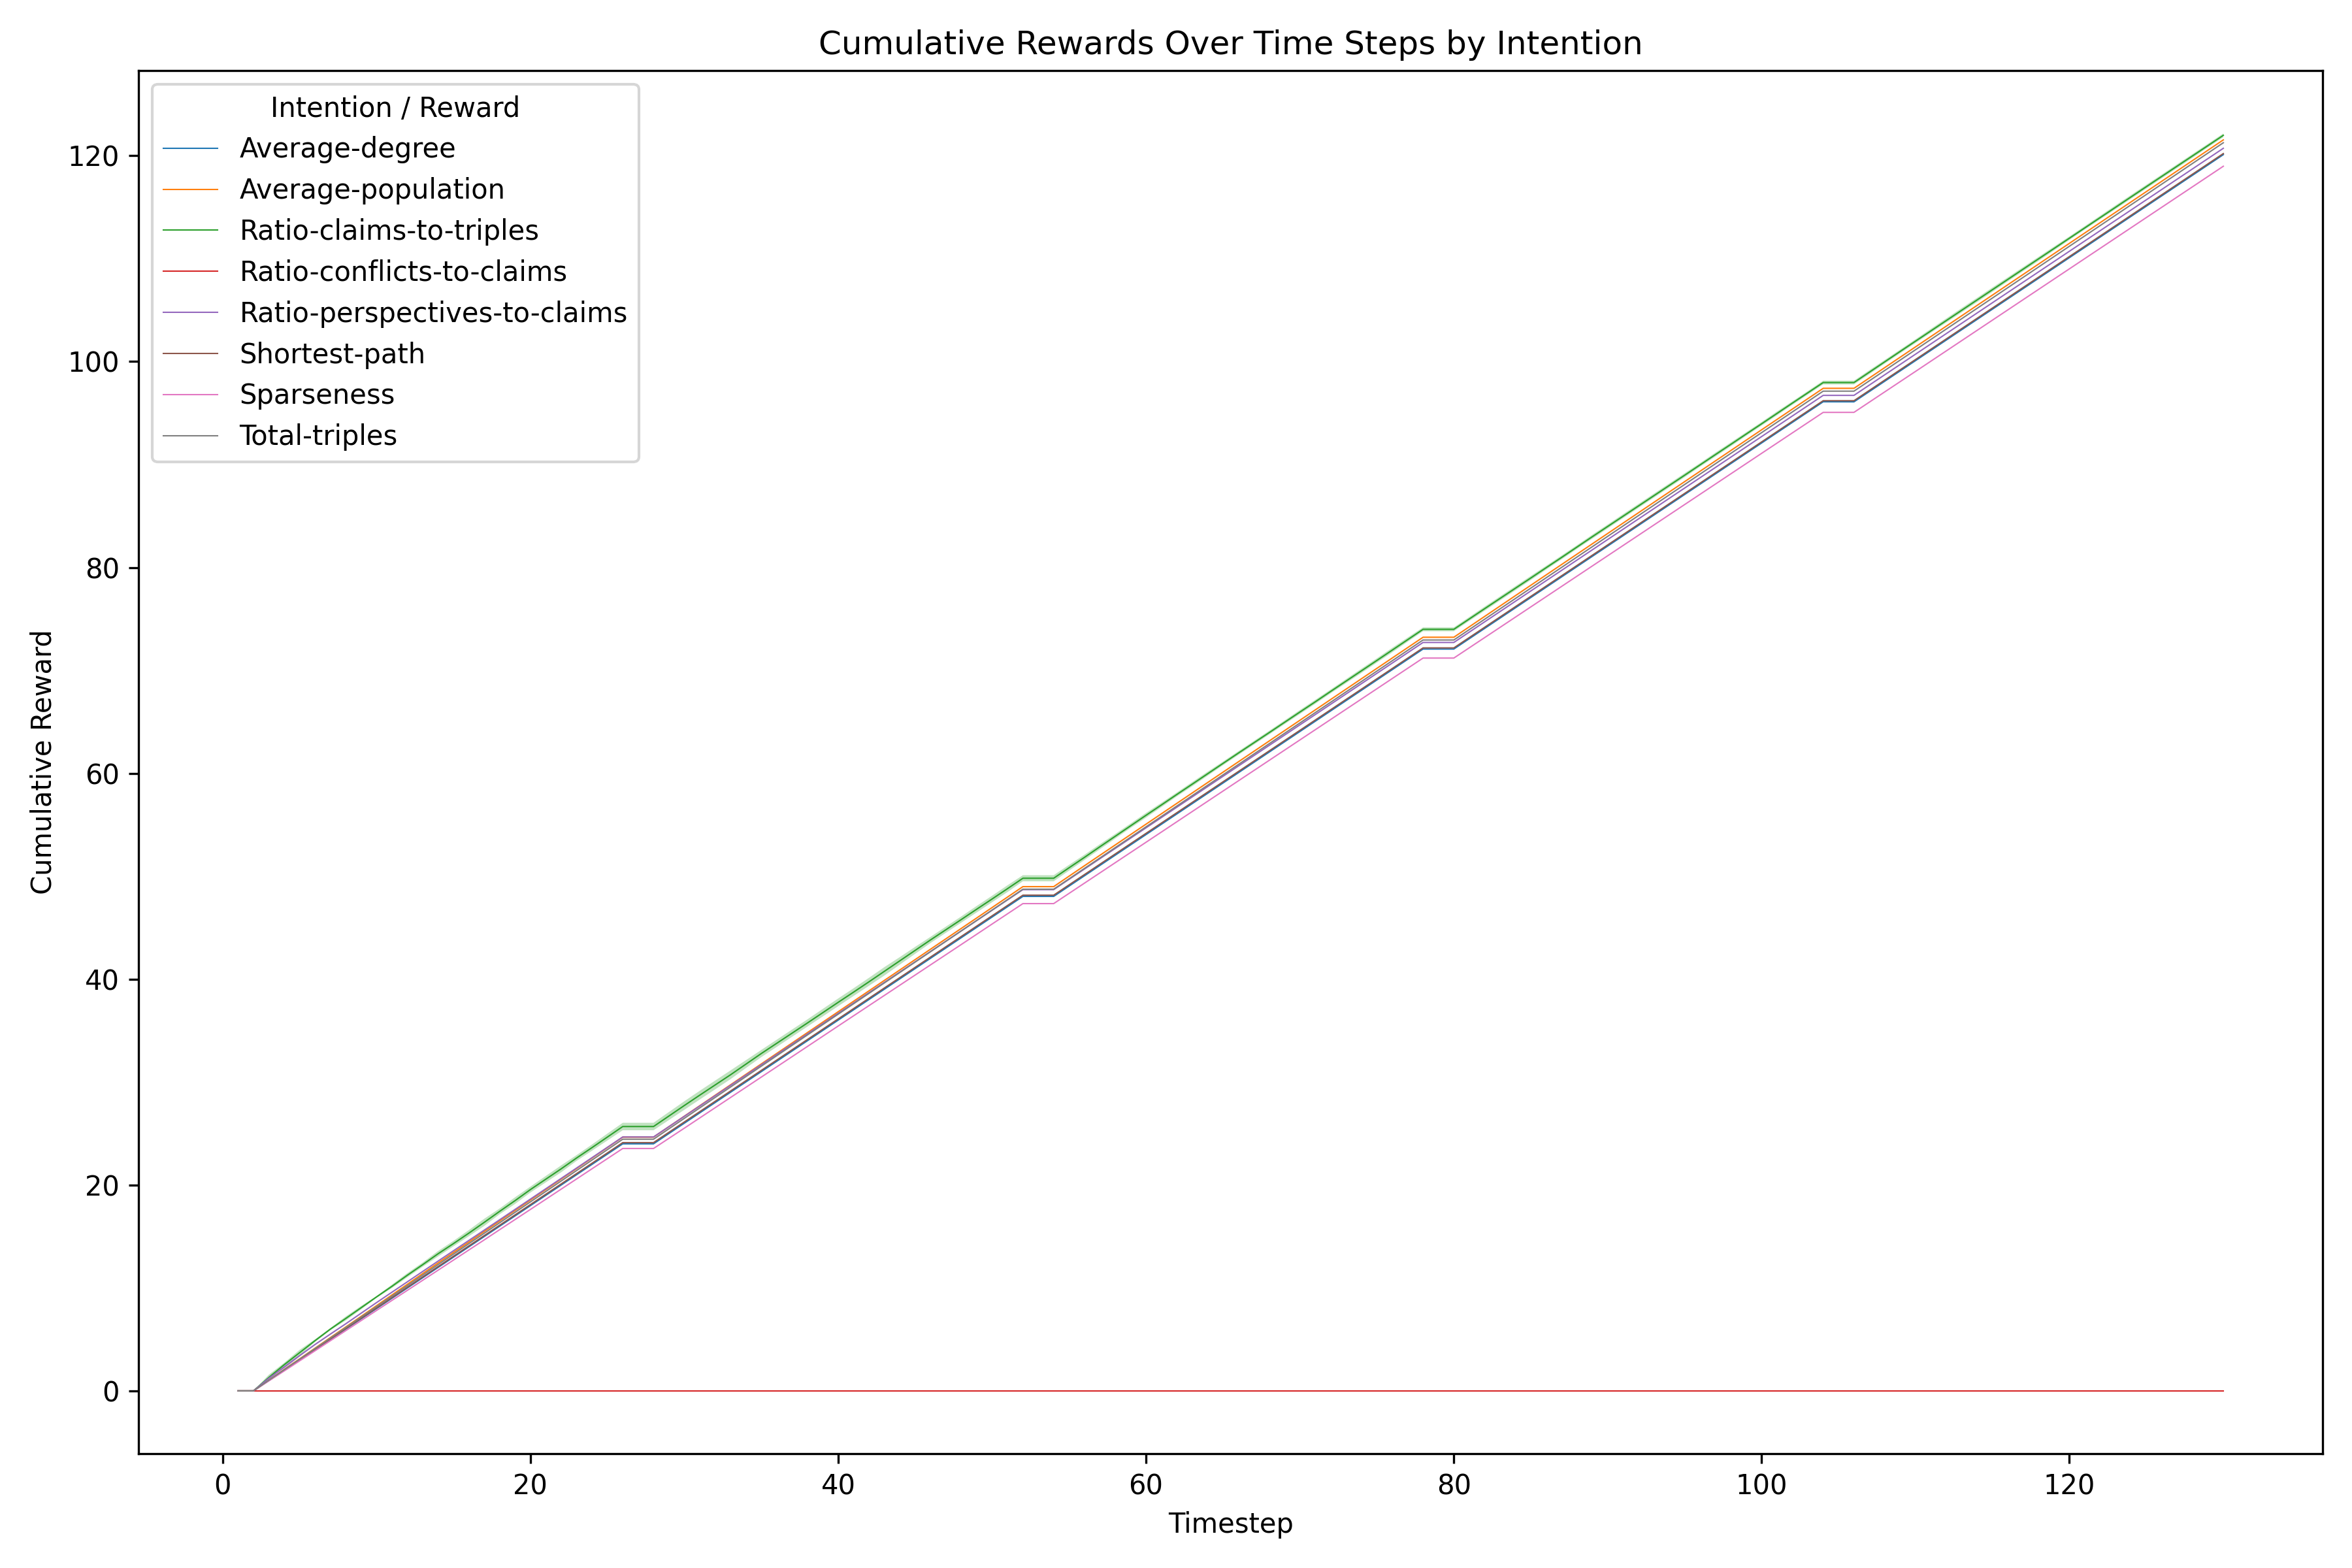 Cumulative Rewards Over Time Steps by Intention
Intention / Reward
Average-degree
Average-population
Ratio-claims-to-triples
Ratio-conflicts-to-claims
Ratio-perspectives-to-claims
Shortest-path
Sparseness
Total-triples
Cumulative Reward
120
100
80
60
40
20
0
0 20 40 60 80 100 120
Timestep